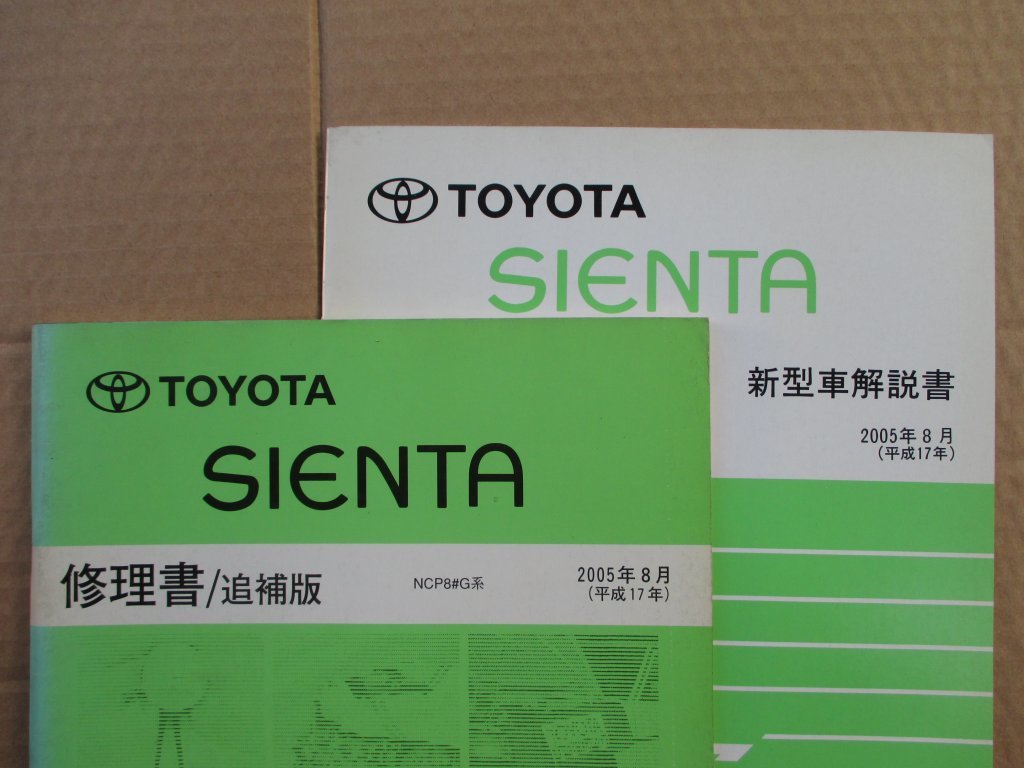 TOYOTA
SIENTA
新型車解説書
2005年8月
(平成17年)
TOYOTA
SIENTA
修理書/追補版
NCP8#G系
2005年8月
(平成17年)